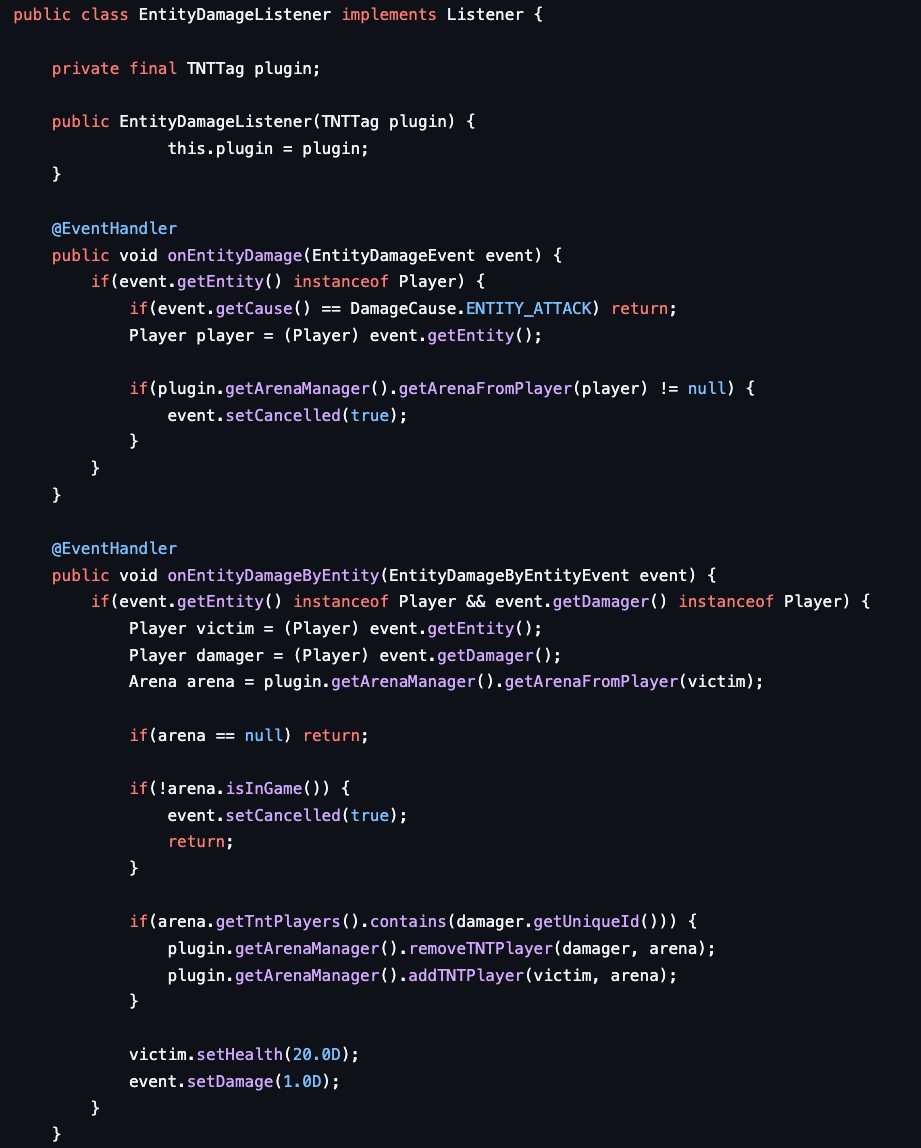 public class EntityDamageListener implements Listener {
private final TNTTag plugin;
public EntityDamageListener(TNTTag plugin) {
this.plugin = plugin;
}
@EventHandler
public void onEntityDamage(EntityDamageEvent event) {
if(event.getEntity() instanceof Player) {
if(event.getCause() == DamageCause.ENTITY_ATTACK) return;
Player player = (Player) event.getEntity();
if(plugin.getArenaManager().getArenaFromPlayer(player) != null) {
event.setCancelled(true);
}
}
}
@EventHandler
public void onEntityDamageByEntity(EntityDamageByEntityEvent event) {
if(event.getEntity() instanceof Player && event.getDamager() instanceof Player) {
Player victim = (Player) event.getEntity();
Player damager = (Player) event.getDamager();
Arena arena = plugin.getArenaManager().getArenaFromPlayer(victim);
if(arena == null) return;
if(!arena.isInGame()) {
event.setCancelled(true);
return;
}
if(arena.getTntPlayers().contains(damager.getUniqueId())) {
plugin.getArenaManager().removeTNTPlayer(damager, arena);
plugin.getArenaManager().addTNTPlayer(victim, arena);
}
victim.setHealth(20.0D);
event.setDamage(1.0D);
}
}